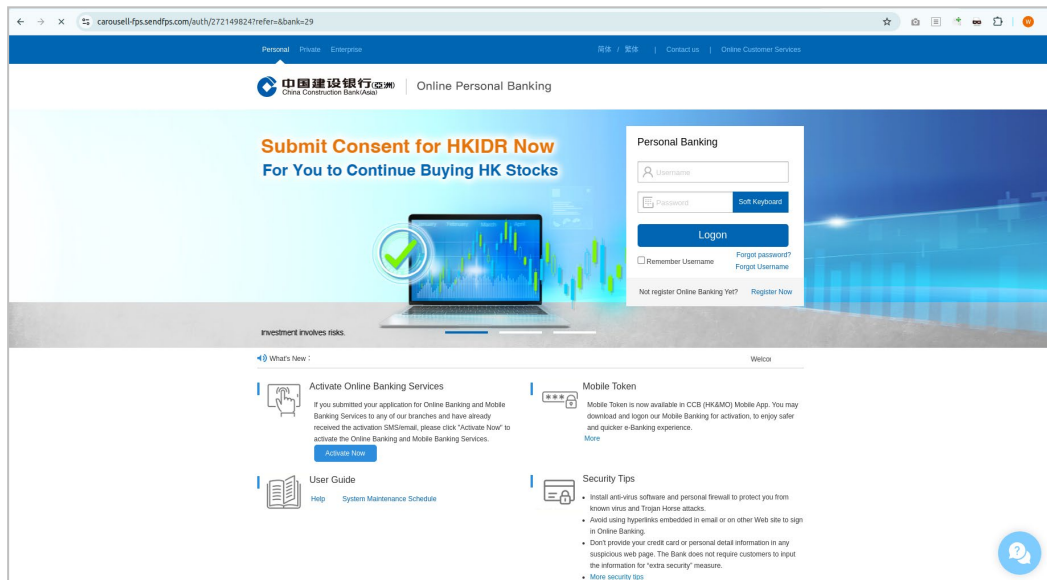 carousell-fps.sendfps.com/auth/272149824?refer=&bank=29
Personal Private Enterprise 简体 / 繁体 | Contact us | Online Customer Services
中国建设银行(亞洲) Online Personal Banking
China Construction Bank(Asia)
Submit Consent for HKIDR Now
For You to Continue Buying HK Stocks
Personal Banking
Username
Password Soft Keyboard
Logon
Remember Username Forgot password?
Forgot Username
Not register Online Banking Yet? Register Now
Investment involves risks.
What's New :
Welcor
Activate Online Banking Services
If you submitted your application for Online Banking and Mobile
Banking Services to any of our branches and have already
received the activation SMS/email, please click "Activate Now" to
activate the Online Banking and Mobile Banking Services.
Activate Now
Mobile Token
Mobile Token is now available in CCB (HK&MO) Mobile App. You may
download and logon our Mobile Banking for activation, to enjoy safer
and quicker e-Banking experience.
More
User Guide
Help System Maintenance Schedule
Security Tips
• Install anti-virus software and personal firewall to protect you from
known virus and Trojan Horse attacks.
• Avoid using hyperlinks embedded in email or on other Web site to sign
in Online Banking.
• Don't provide your credit card or personal detail information in any
suspicious web page. The Bank does not require customers to input
the information for "extra security" measure.
• More security tips